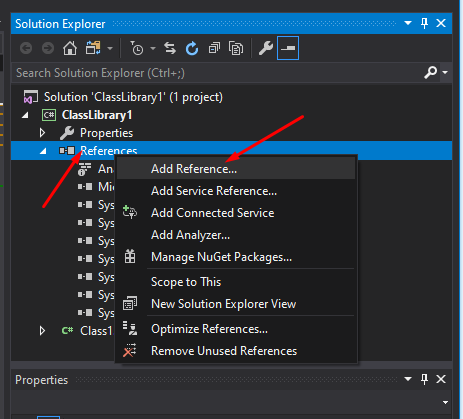 Solution Explorer
Search Solution Explorer (Ctrl+;)
Solution 'ClassLibrary1' (1 project)
C# ClassLibrary1
Properties
References
Ana
Mic
Sys
Sys
Sys
Sys
Sys
Sys
C# Class1
Add Reference...
Add Service Reference...
Add Connected Service
Add Analyzer...
Manage NuGet Packages...
Scope to This
New Solution Explorer View
Optimize References...
Remove Unused References
Properties